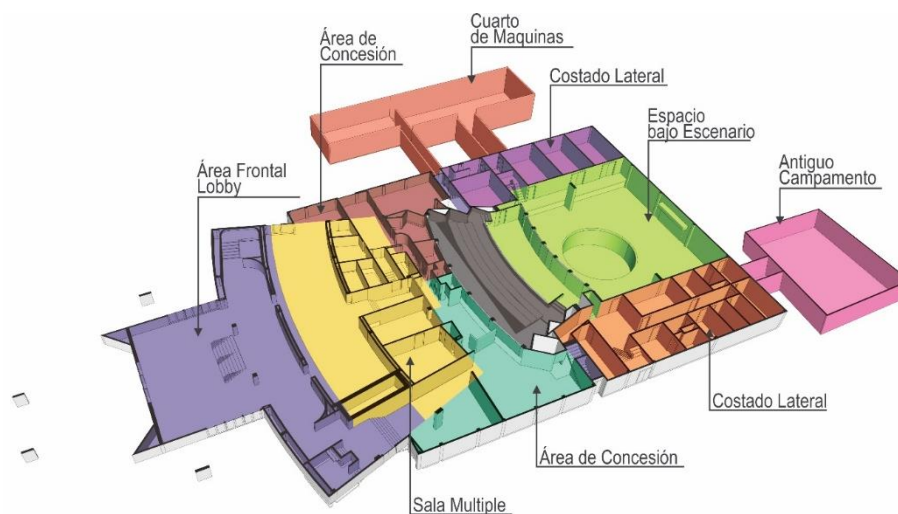 Cuarto
de Maquinas
Área de
Concesión
Costado Lateral
Espacio
bajo Escenario
Área Frontal
Lobby
Antiguo
Campamento
Costado Lateral
Área de Concesión
Sala Multiple